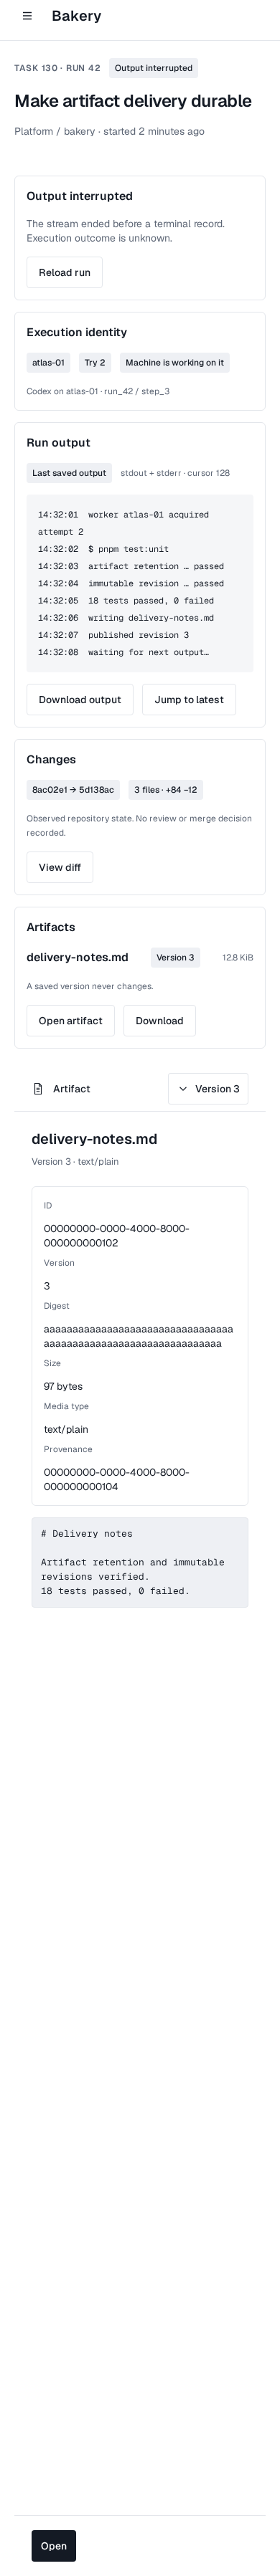 Bakery
TASK 130 · RUN 42 Output interrupted
Make artifact delivery durable
Platform / bakery · started 2 minutes ago
Output interrupted
The stream ended before a terminal record.
Execution outcome is unknown.
Reload run
Execution identity
atlas-01 Try 2 Machine is working on it
Codex on atlas-01 · run_42 / step_3
Run output
Last saved output stdout + stderr · cursor 128
14:32:01 worker atlas-01 acquired
attempt 2
14:32:02 $ pnpm test:unit
14:32:03 artifact retention … passed
14:32:04 immutable revision … passed
14:32:05 18 tests passed, 0 failed
14:32:06 writing delivery-notes.md
14:32:07 published revision 3
14:32:08 waiting for next output…
Download output Jump to latest
Changes
8ac02e1 → 5d138ac 3 files · +84 −12
Observed repository state. No review or merge decision
recorded.
View diff
Artifacts
delivery-notes.md Version 3 12.8 KiB
A saved version never changes.
Open artifact Download
Artifact Version 3
delivery-notes.md
Version 3 · text/plain
ID
00000000-0000-4000-8000-
000000000102
Version
3
Digest
aaaaaaaaaaaaaaaaaaaaaaaaaaaaaaaaa
aaaaaaaaaaaaaaaaaaaaaaaaaaaaaaa
Size
97 bytes
Media type
text/plain
Provenance
00000000-0000-4000-8000-
000000000104
# Delivery notes
Artifact retention and immutable
revisions verified.
18 tests passed, 0 failed.
Open